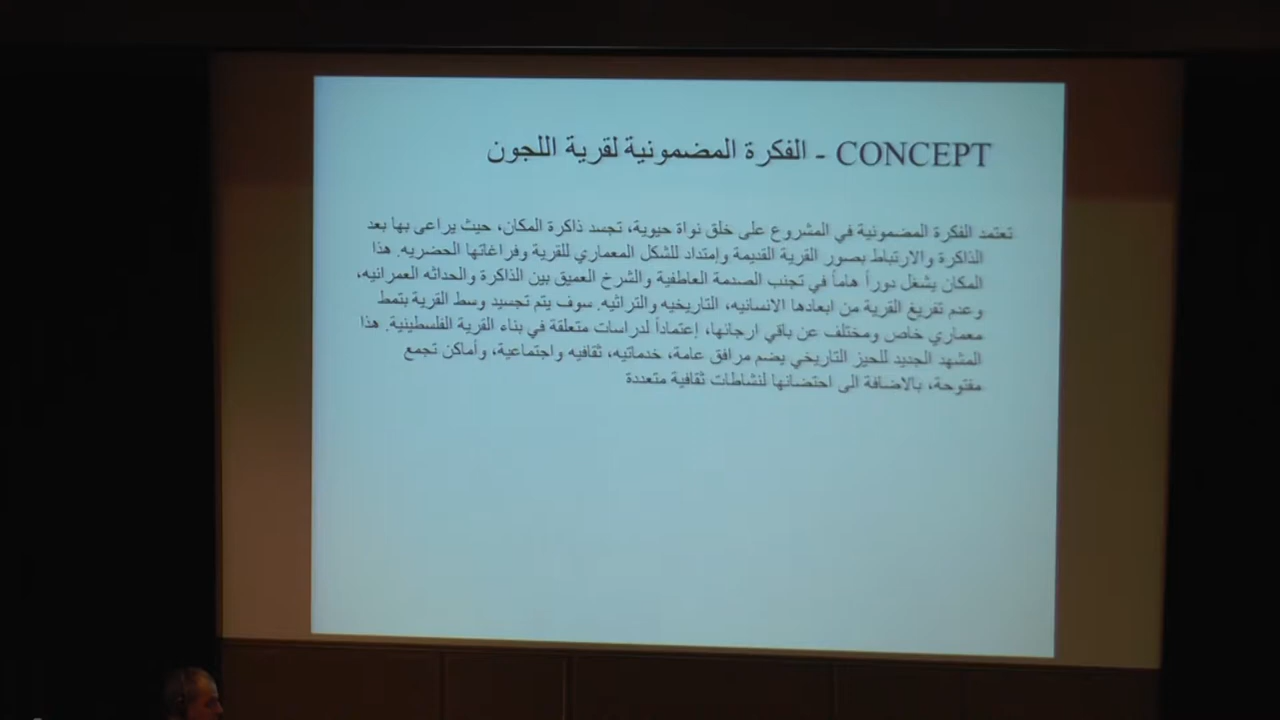 CONCEPT - الفكرة المضمونية لقرية اللجون
تعتمد الفكرة المضمونية في المشروع على خلق نواة حيوية، تجسد ذاكرة المكان، حيث يراعى بها بعد
الذاكرة والارتباط بصور القرية القديمة وإمتداد للشكل المعماري للقرية وفراغاتها الحضريه. هذا
المكان يشغل دوراً هاماً في تجنب الصدمة العاطفية والشرخ العميق بين الذاكرة والحداثه العمرانيه،
وعدم تفريغ القرية من ابعادها الانسانيه، التاريخيه والتراثيه. سوف يتم تجسيد وسط القرية بنمط
معماري خاص ومختلف عن باقي ارجائها، إعتماداً لدراسات متعلقة في بناء القرية الفلسطينية. هذا
المشهد الجديد للحيز التاريخي يضم مرافق عامة، خدماتيه، ثقافيه واجتماعية، وأماكن تجمع
مفتوحة، بالاضافة الى احتضانها لنشاطات ثقافية متعددة